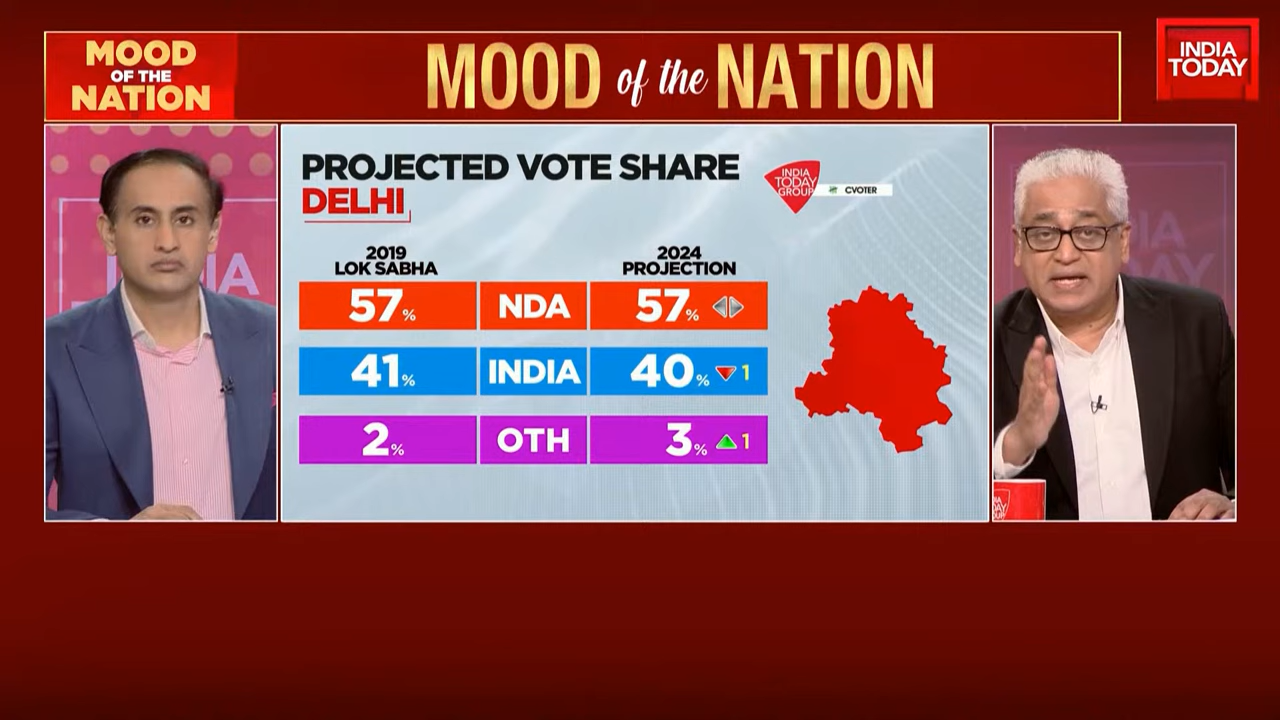 MOOD
OF THE
NATION
MOOD of the NATION
INDIA
TODAY
PROJECTED VOTE SHARE
DELHI
INDIA
TODAY
GROUP
CVOTER
2019
LOK SABHA
2024
PROJECTION
57% NDA 57%
41% INDIA 40% 1
2% OTH 3% 1